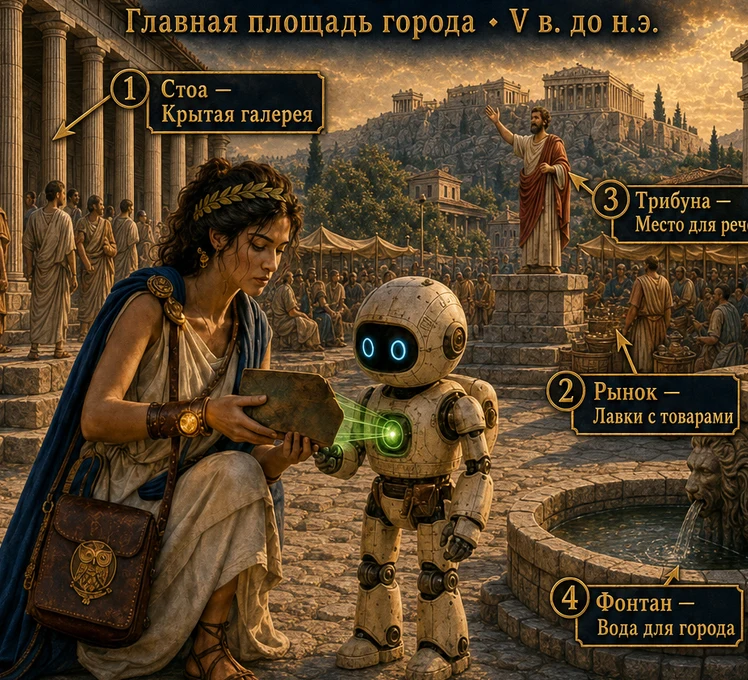 Главная площадь города • V в. до н.э.
1
Стоа –
Крытая галерея
3
Трибуна –
Место для реч
2
Рынок –
Лавки с товарами
4
Фонтан –
Вода для города